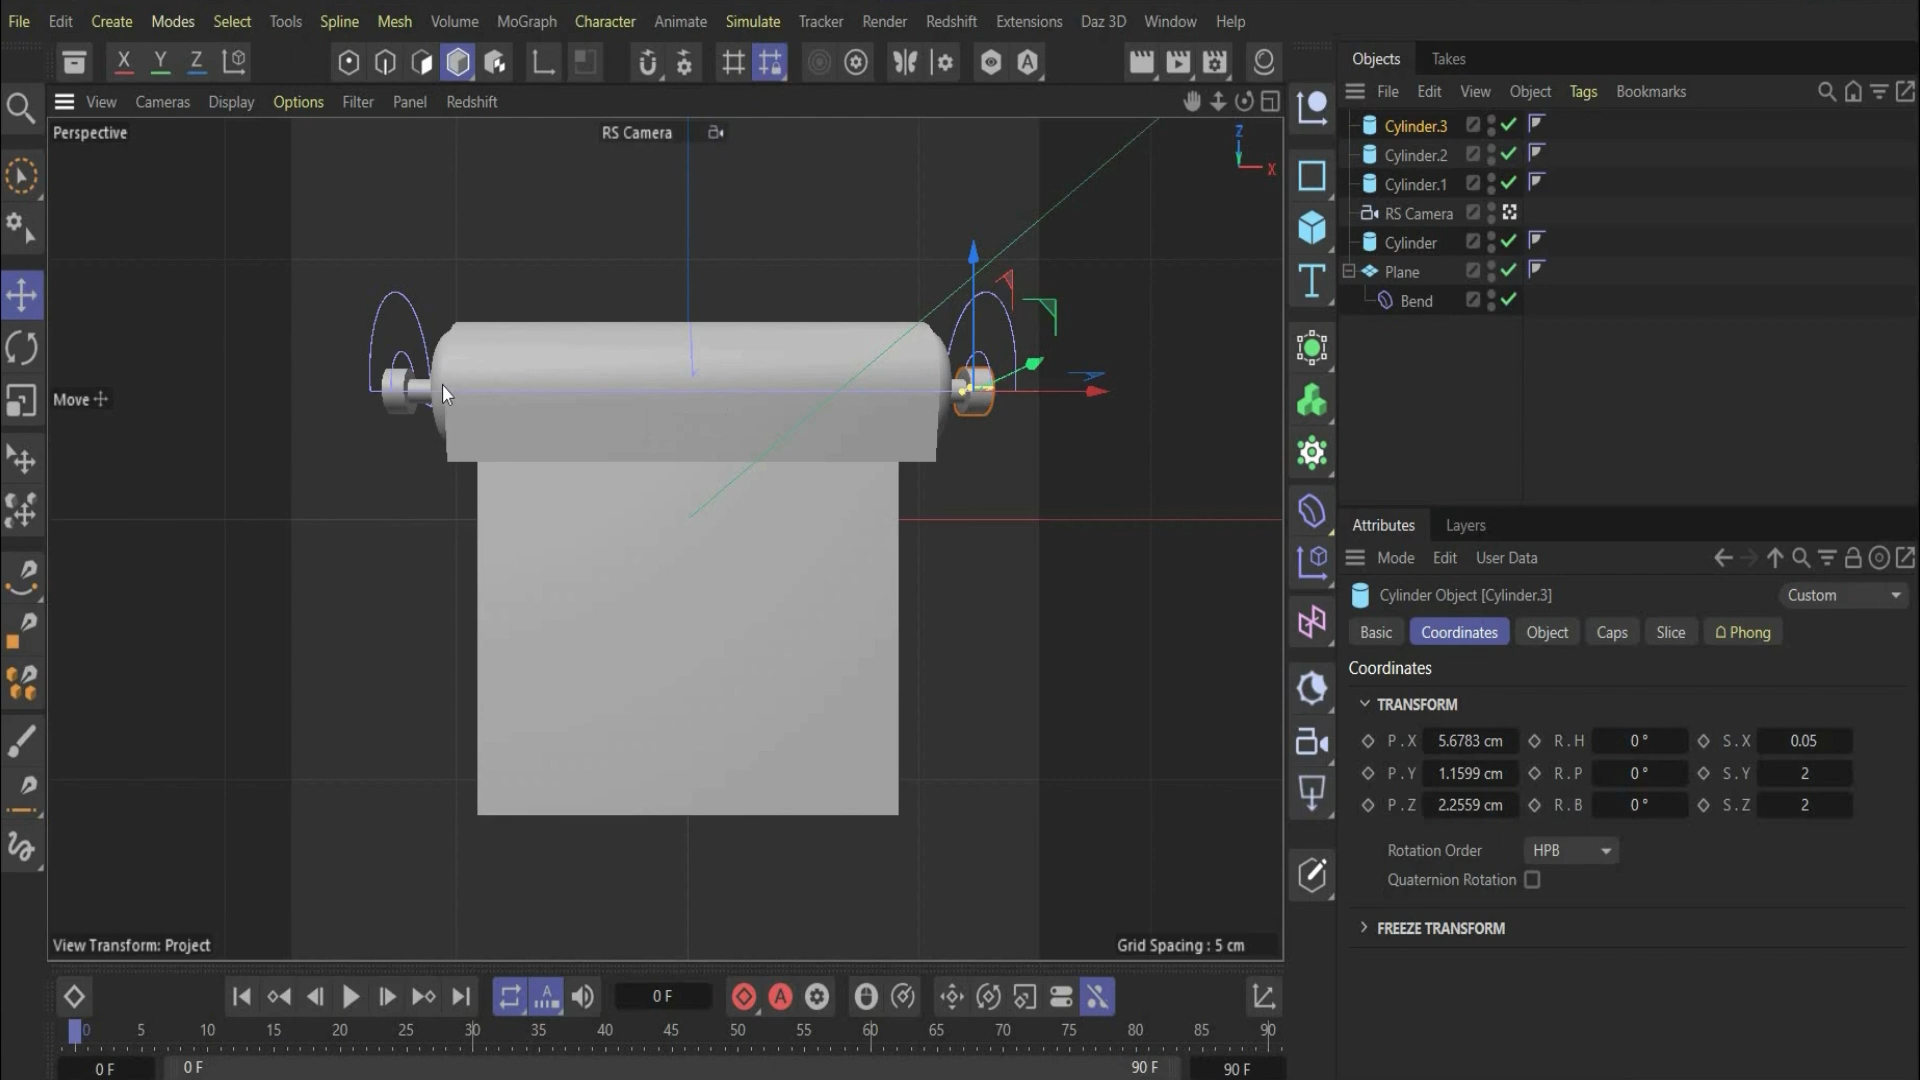 File Edit Create Modes Select Tools Spline Mesh Volume MoGraph Character Animate Simulate Tracker Render Redshift Extensions Daz 3D Window Help
X Y Z
View Cameras Display Options Filter Panel Redshift
Perspective
RS Camera
Z
X
Move
View Transform: Project
Grid Spacing : 5 cm
Objects Takes
File Edit View Object Tags Bookmarks
Cylinder.3
Cylinder.2
Cylinder.1
RS Camera
Cylinder
Plane
Bend
Attributes Layers
Mode Edit User Data
Cylinder Object [Cylinder.3]
Custom
Basic Coordinates Object Caps Slice Phong
Coordinates
TRANSFORM
P . X 5.6783 cm R . H 0 ° S . X 0.05
P . Y 1.1599 cm R . P 0 ° S . Y 2
P . Z 2.2559 cm R . B 0 ° S . Z 2
Rotation Order HPB
Quaternion Rotation
FREEZE TRANSFORM
0 F
0 5 10 15 20 25 30 35 40 45 50 55 60 65 70 75 80 85 90
0 F 0 F 90 F 90 F